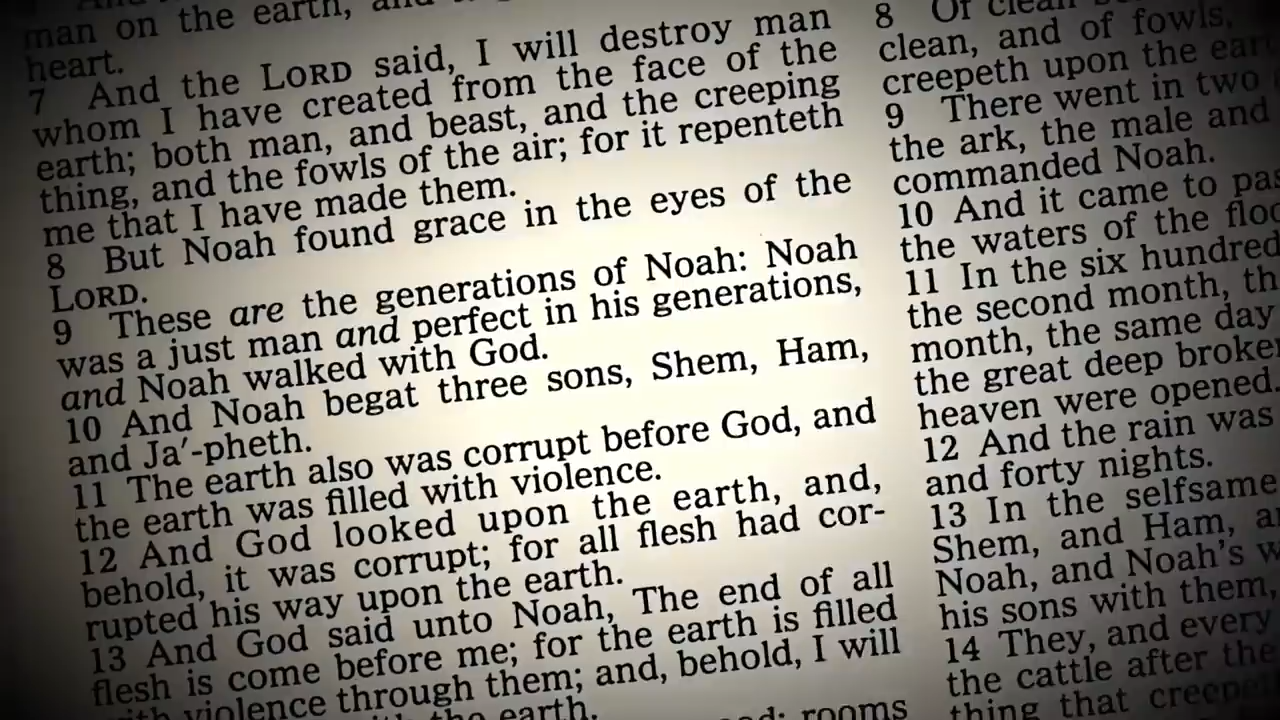 man on the earth, and
heart.
7 And the LORD said, I will destroy man
whom I have created from the face of the
earth; both man, and beast, and the creeping
thing, and the fowls of the air; for it repenteth
me that I have made them.
8 But Noah found grace in the eyes of the
LORD.
9 These are the generations of Noah: Noah
was a just man and perfect in his generations,
and Noah walked with God.
10 And Noah begat three sons, Shem, Ham,
and Ja′-pheth.
11 The earth also was corrupt before God, and
the earth was filled with violence.
12 And God looked upon the earth, and,
behold, it was corrupt; for all flesh had cor-
rupted his way upon the earth.
13 And God said unto Noah, The end of all
flesh is come before me; for the earth is filled
with violence through them; and, behold, I will
the earth.
rooms
8 Of clean
clean, and of fowls,
creepeth upon the
9 There went in two
the ark, the male and
commanded Noah.
10 And it came to
the waters of the
11 In the six hundred
the second month,
month, the same day
the great deep
heaven were opened.
12 And the rain was
and forty nights.
13 In the selfsame
Shem, and Ham,
Noah, and Noah's
his sons with them,
14 They, and every
the cattle after the
thing that